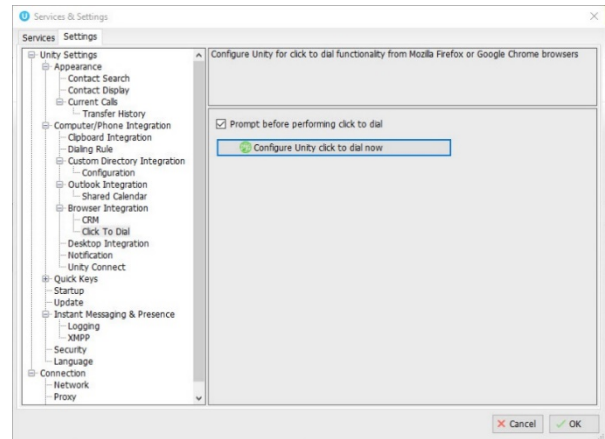 Services & Settings
Services Settings
Unity Settings
Appearance
Contact Search
Contact Display
Current Calls
Transfer History
Computer/Phone Integration
Clipboard Integration
Dialing Rule
Custom Directory Integration
Configuration
Outlook Integration
Shared Calendar
Browser Integration
CRM
Click To Dial
Desktop Integration
Notification
Unity Connect
Quick Keys
Startup
Update
Instant Messaging & Presence
Logging
XMPP
Security
Language
Connection
Network
Proxy
Configure Unity for click to dial functionality from Mozilla Firefox or Google Chrome browsers
Prompt before performing click to dial
Configure Unity click to dial now
Cancel OK